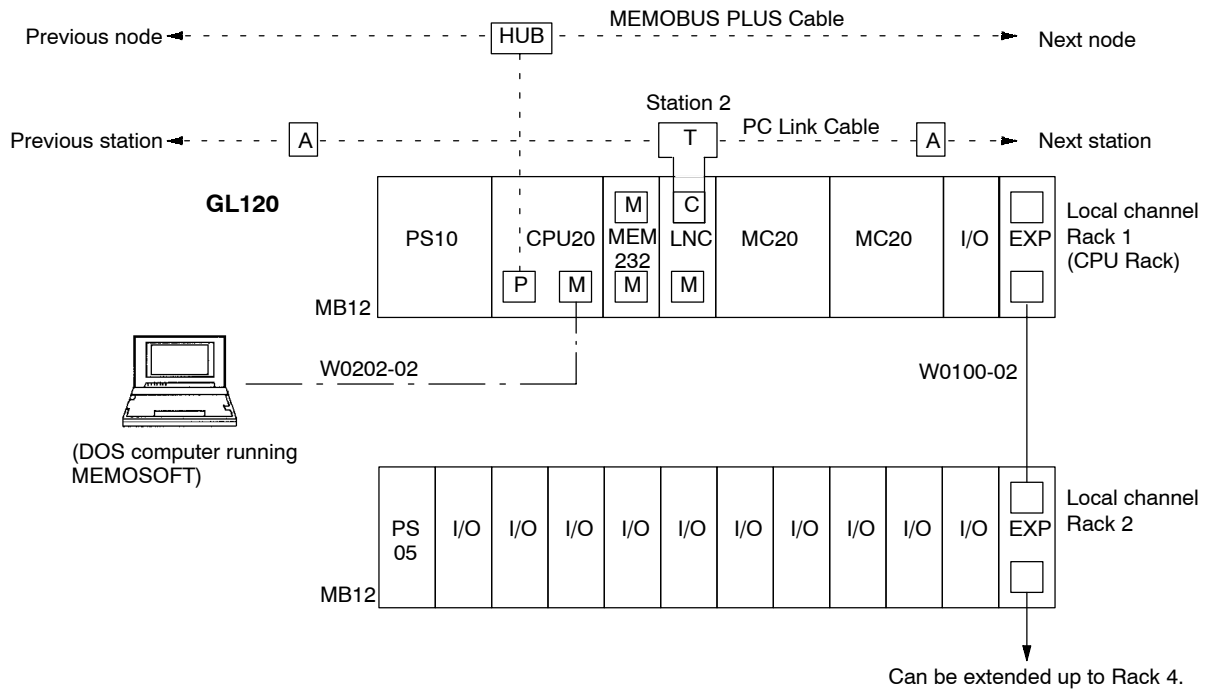 MEMOBUS PLUS Cable
Previous node
HUB
Next node
Station 2
Previous station
A
T
PC Link Cable
A
Next station
GL120
PS10
CPU20
P
M
M
MEM
232
M
C
LNC
M
MC20
MC20
I/O
EXP
Local channel
Rack 1
(CPU Rack)
MB12
W0202-02
W0100-02
(DOS computer running
MEMOSOFT)
PS
05
I/O
I/O
I/O
I/O
I/O
I/O
I/O
I/O
I/O
I/O
EXP
Local channel
Rack 2
MB12
Can be extended up to Rack 4.